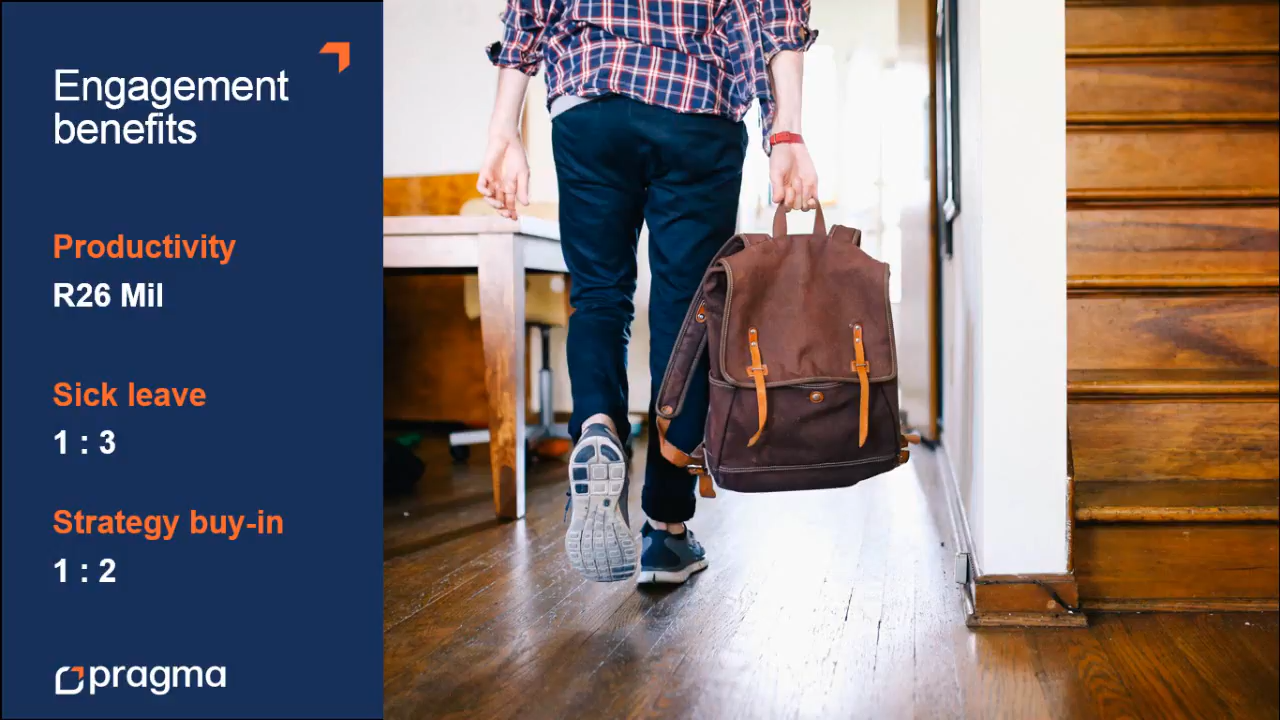 Engagement
benefits
Productivity
R26 Mil
Sick leave
1 : 3
Strategy buy-in
1 : 2
pragma